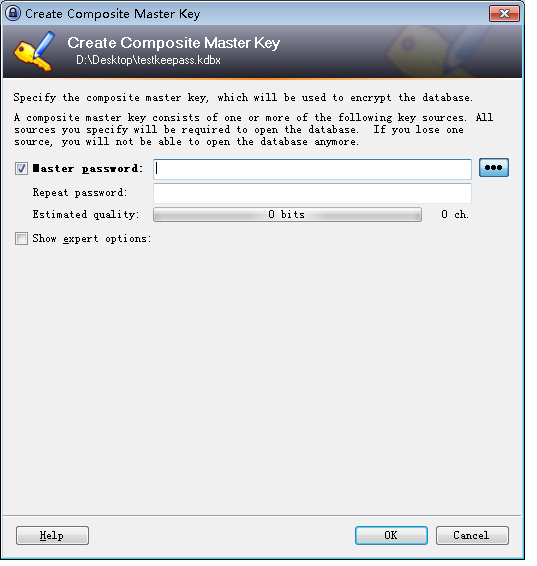 Create Composite Master Key
Create Composite Master Key
D:\Desktop\testkeepass.kdbx
Specify the composite master key, which will be used to encrypt the database.
A composite master key consists of one or more of the following key sources. All
sources you specify will be required to open the database.  If you lose one
source, you will not be able to open the database anymore.
Master password:
Repeat password:
Estimated quality: 0 bits 0 ch.
Show expert options:
Help OK Cancel